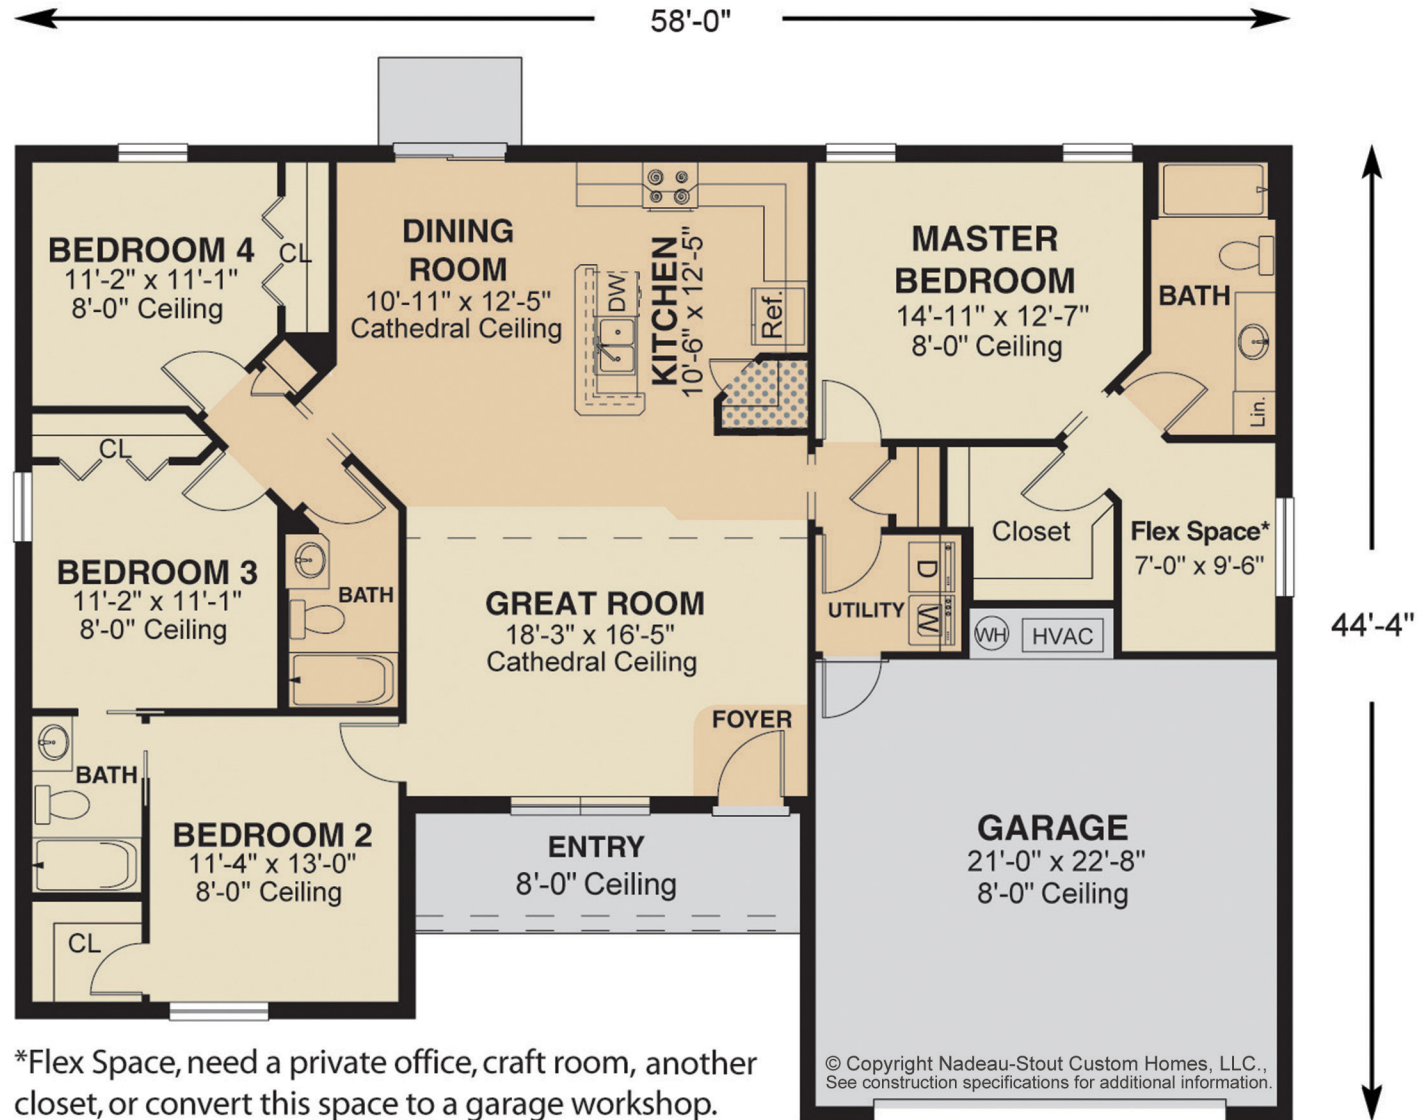 58'-0"
BEDROOM 4
11'-2" x 11'-1"
8'-0" Ceiling
CL
DINING
ROOM
10'-11" x 12'-5"
Cathedral Ceiling
DW
KITCHEN
10'-6" x 12'-5"
Ref.
MASTER
BEDROOM
14'-11" x 12'-7"
8'-0" Ceiling
BATH
Lin.
CL
BEDROOM 3
11'-2" x 11'-1"
8'-0" Ceiling
BATH
GREAT ROOM
18'-3" x 16'-5"
Cathedral Ceiling
FOYER
UTILITY
D
W
Closet
WH
HVAC
Flex Space*
7'-0" x 9'-6"
44'-4"
BATH
BEDROOM 2
11'-4" x 13'-0"
8'-0" Ceiling
CL
ENTRY
8'-0" Ceiling
GARAGE
21'-0" x 22'-8"
8'-0" Ceiling
*Flex Space, need a private office, craft room, another
closet, or convert this space to a garage workshop.
© Copyright Nadeau-Stout Custom Homes, LLC.,
See construction specifications for additional information.